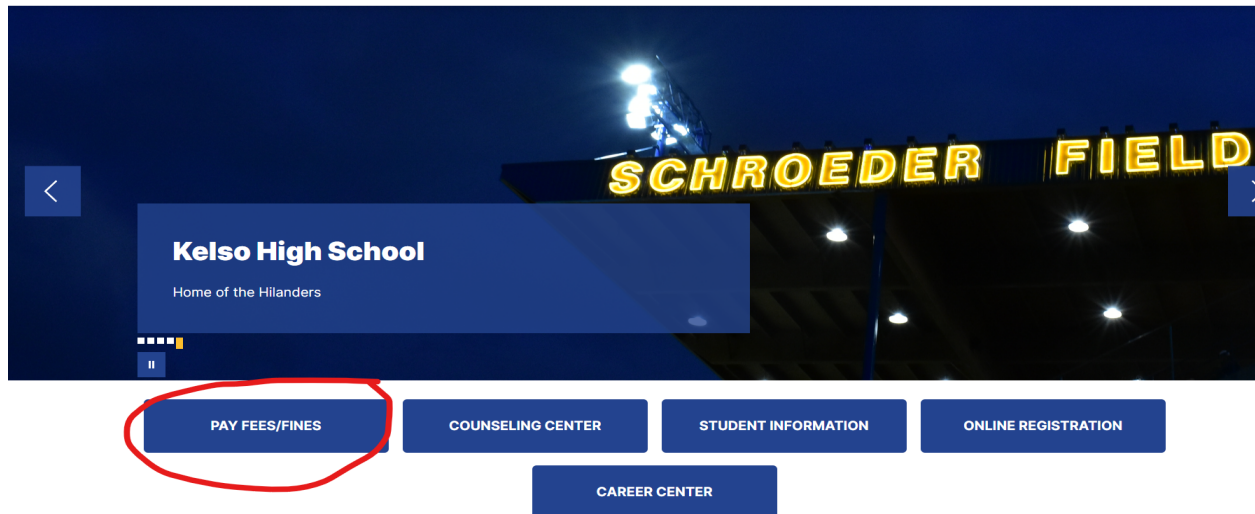 SCHROEDER FIELD
Kelso High School
Home of the Hilanders
PAY FEES/FINES
COUNSELING CENTER
STUDENT INFORMATION
ONLINE REGISTRATION
CAREER CENTER